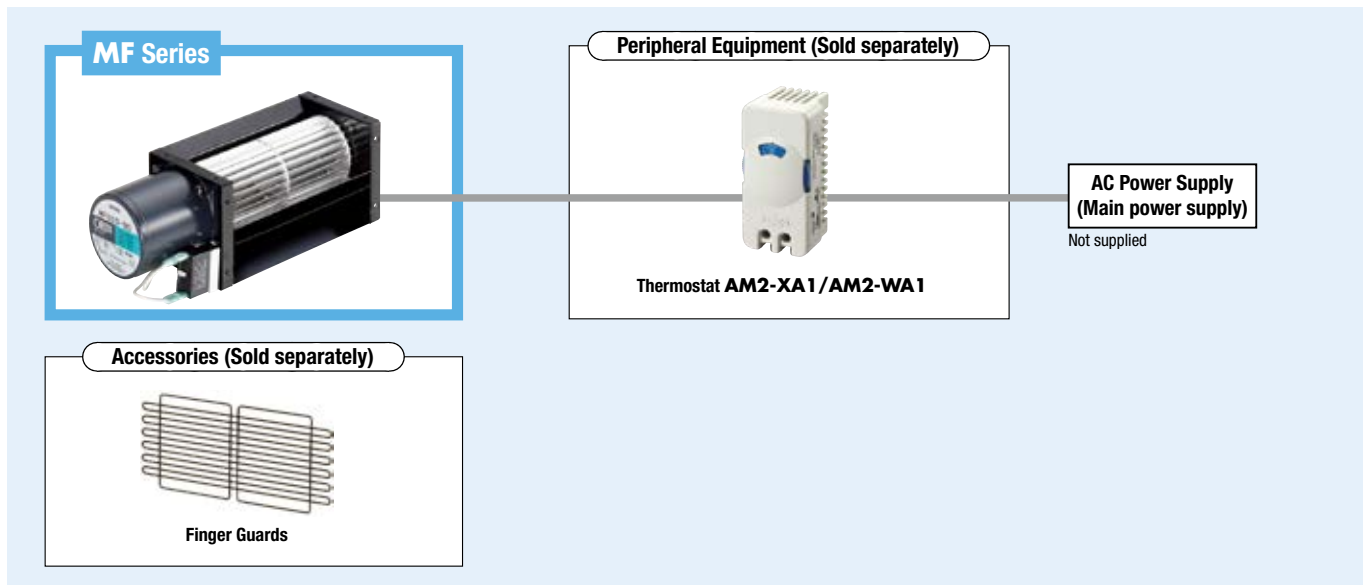 MF Series
Peripheral Equipment (Sold separately)
Thermostat AM2-XA1/AM2-WA1
AC Power Supply
(Main power supply)
Not supplied
Accessories (Sold separately)
Finger Guards